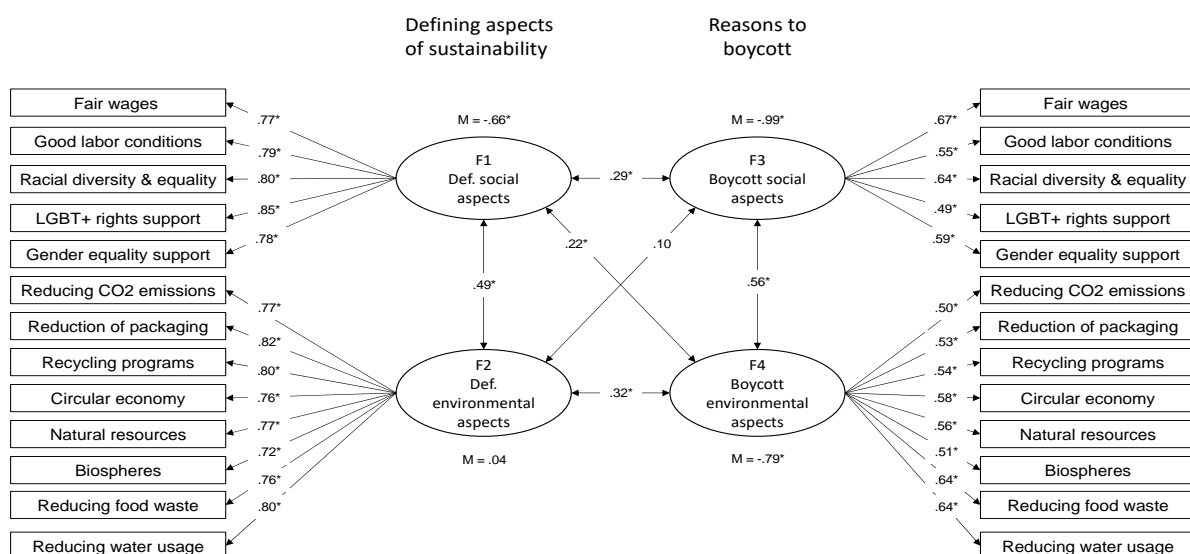 Defining aspects
of sustainability
Reasons to
boycott
Fair wages
Good labor conditions
Racial diversity & equality
LGBT+ rights support
Gender equality support
Reducing CO2 emissions
Reduction of packaging
Recycling programs
Circular economy
Natural resources
Biospheres
Reducing food waste
Reducing water usage
.77*
.79*
.80*
.85*
.78*
.77*
.82*
.80*
.76*
.77*
.72*
.76*
.80*
M = -.66*
F1
Def. social
aspects
.49*
F2
Def.
environmental
aspects
M = .04
.29*
.22*
.10
.32*
M = -.99*
F3
Boycott social
aspects
.56*
F4
Boycott
environmental
aspects
M = -.79*
.67*
.55*
.64*
.49*
.59*
.50*
.53*
.54*
.58*
.56*
.51*
.64*
.64*
Fair wages
Good labor conditions
Racial diversity & equality
LGBT+ rights support
Gender equality support
Reducing CO2 emissions
Reduction of packaging
Recycling programs
Circular economy
Natural resources
Biospheres
Reducing food waste
Reducing water usage